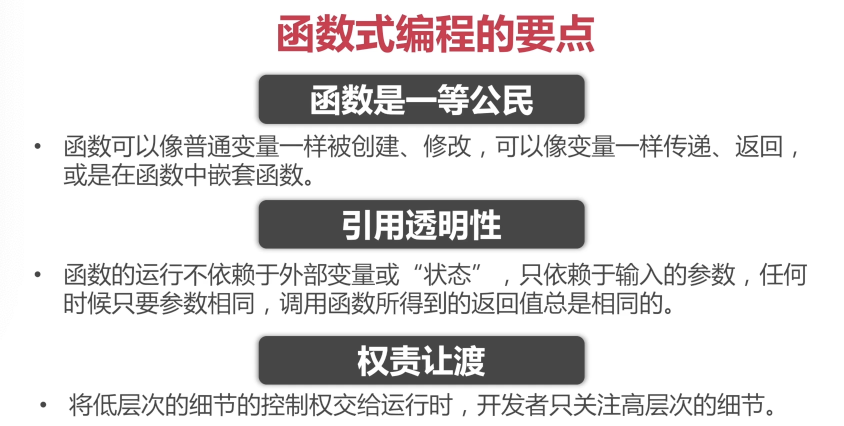 函数式编程的要点
函数是一等公民
• 函数可以像普通变量一样被创建、修改，可以像变量一样传递、返回，
或是在函数中嵌套函数。
引用透明性
• 函数的运行不依赖于外部变量或“状态”，只依赖于输入的参数，任何
时候只要参数相同，调用函数所得到的返回值总是相同的。
权责让渡
• 将低层次的细节的控制权交给运行时，开发者只关注高层次的细节。